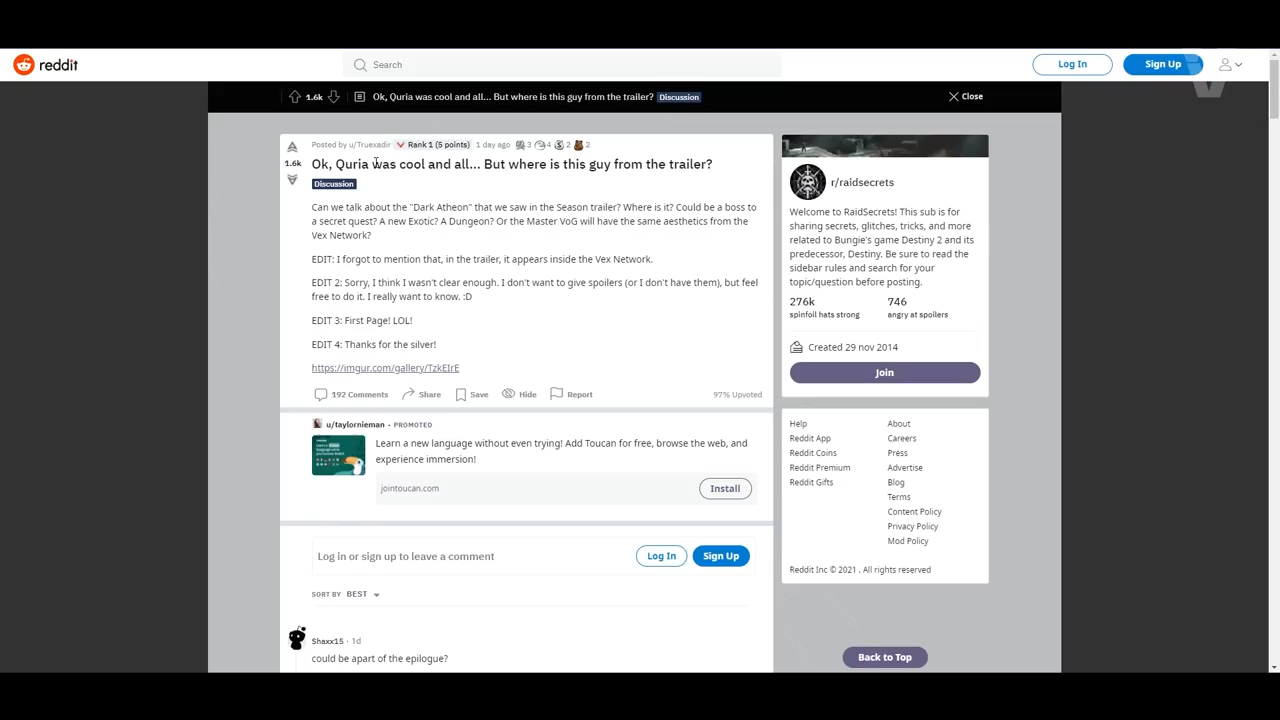 reddit
Search
Log In
Sign Up
1.6k
Ok, Quria was cool and all... But where is this guy from the trailer? Discussion
Close
Posted by u/Truexadir Rank 1 (5 points) 1 day ago 3 4 2 2
1.6k
Ok, Quria was cool and all... But where is this guy from the trailer?
Discussion
Can we talk about the "Dark Atheon" that we saw in the Season trailer? Where is it? Could be a boss to
a secret quest? A new Exotic? A Dungeon? Or the Master VoG will have the same aesthetics from the
Vex Network?
EDIT: I forgot to mention that, in the trailer, it appears inside the Vex Network.
EDIT 2: Sorry, I think I wasn't clear enough. I don't want to give spoilers (or I don't have them), but feel
free to do it. I really want to know. :D
EDIT 3: First Page! LOL!
EDIT 4: Thanks for the silver!
https://imgur.com/gallery/TzkEIrE
192 Comments Share Save Hide Report 97% Upvoted
u/taylornieman • PROMOTED
Learn a new language without even trying! Add Toucan for free, browse the web, and
experience immersion!
jointoucan.com
Install
Log in or sign up to leave a comment
Log In
Sign Up
SORT BY BEST
Shaxx15 · 1d
could be apart of the epilogue?
r/raidsecrets
Welcome to RaidSecrets! This sub is for
sharing secrets, glitches, tricks, and more
related to Bungie's game Destiny 2 and its
predecessor, Destiny. Be sure to read the
sidebar rules and search for your
topic/question before posting.
276k 746
spinfoil hats strong angry at spoilers
Created 29 nov 2014
Join
Help About
Reddit App Careers
Reddit Coins Press
Reddit Premium Advertise
Reddit Gifts Blog
Terms
Content Policy
Privacy Policy
Mod Policy
Reddit Inc © 2021 . All rights reserved
Back to Top